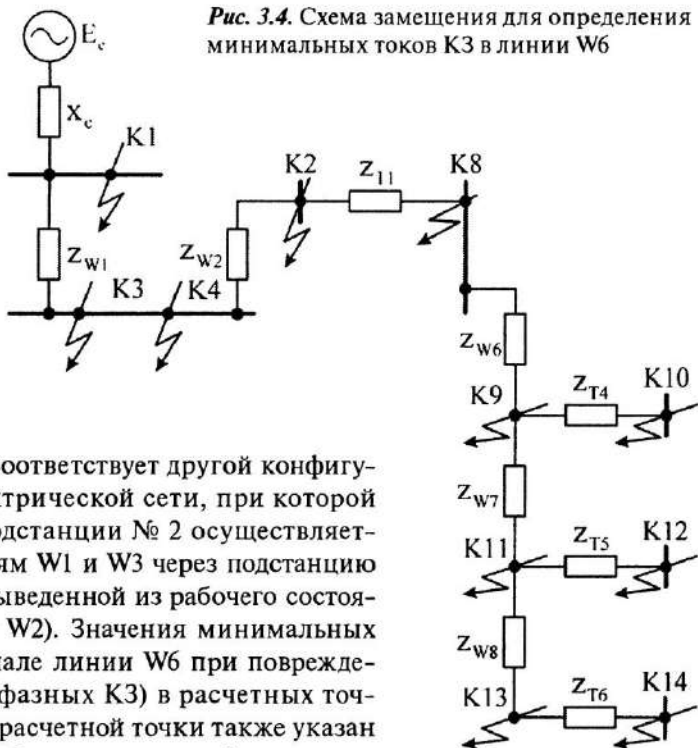 Рис. 3.4. Схема замещения для определения
минимальных токов КЗ в линии W6
E_c
x_c
K1
K2
z_11
K8
z_W1
z_W2
K3
K4
z_W6
K9
z_T4
K10
z_W7
K11
z_T5
K12
z_W8
K13
z_T6
K14
оответствует другой конфигу-
ктрической сети, при которой
одстанции № 2 осуществляет-
ям W1 и W3 через подстанцию
ыведенной из рабочего состоя-
W2). Значения минимальных
чале линии W6 при поврежде-
фазных КЗ) в расчетных точ-
расчетной точки также указан